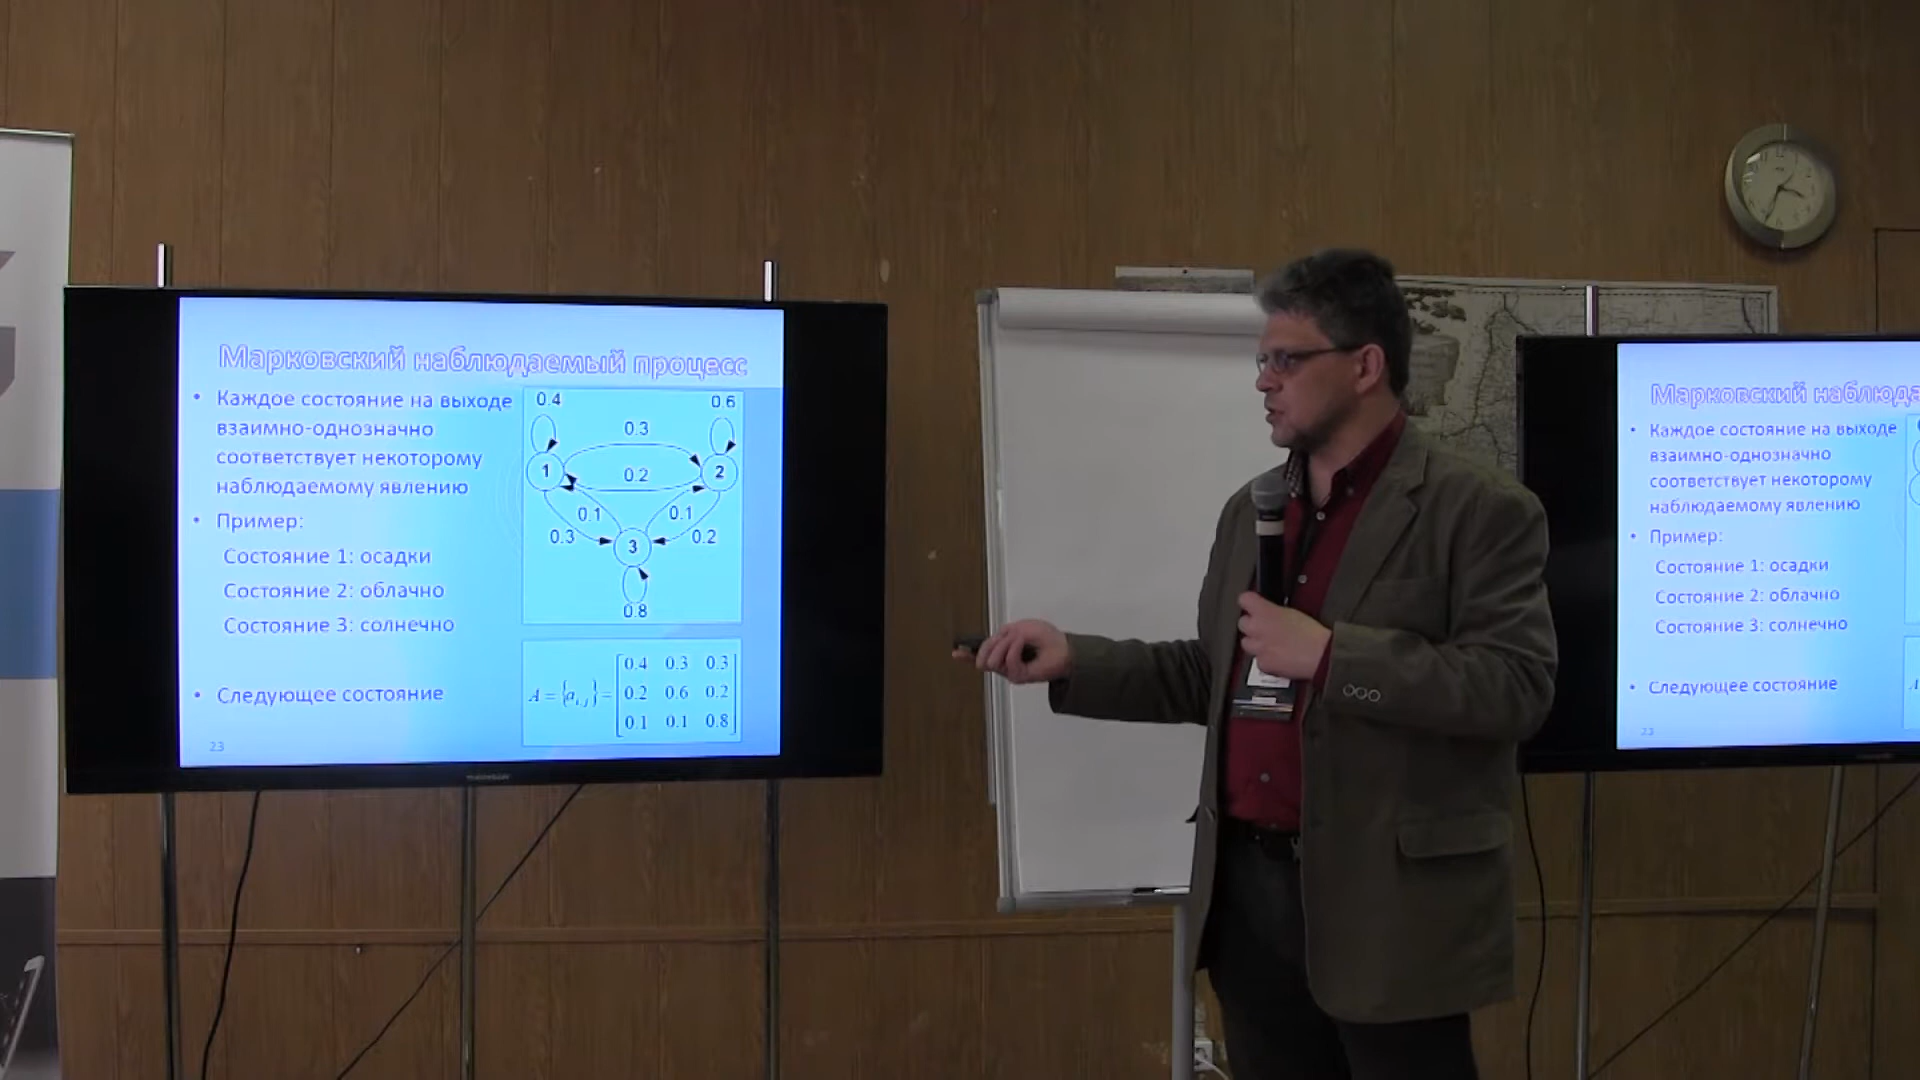 Марковский наблюдаемый процесс
• Каждое состояние на выходе
взаимно-однозначно
соответствует некоторому
наблюдаемому явлению
• Пример:
Состояние 1: осадки
Состояние 2: облачно
Состояние 3: солнечно
• Следующее состояние
23
0.4
0.6
0.3
1
0.2
2
0.1
0.1
0.3
3
0.2
0.8
A = {a_{i,j}} =
0.4 0.3 0.3
0.2 0.6 0.2
0.1 0.1 0.8
THOMSON
Марковский наблюда
• Каждое состояние на выходе
взаимно-однозначно
соответствует некоторому
наблюдаемому явлению
• Пример:
Состояние 1: осадки
Состояние 2: облачно
Состояние 3: солнечно
• Следующее состояние
23